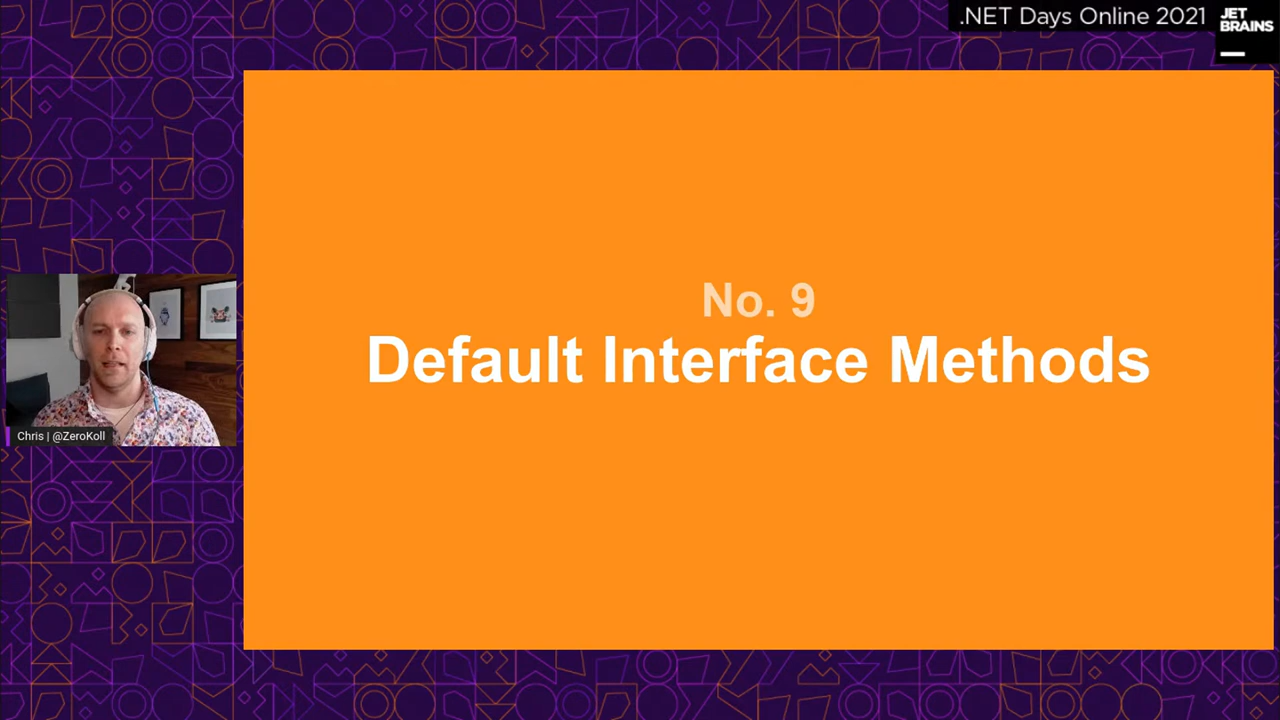 .NET Days Online 2021
JET
BRAINS
No. 9
Default Interface Methods
Chris | @ZeroKoll